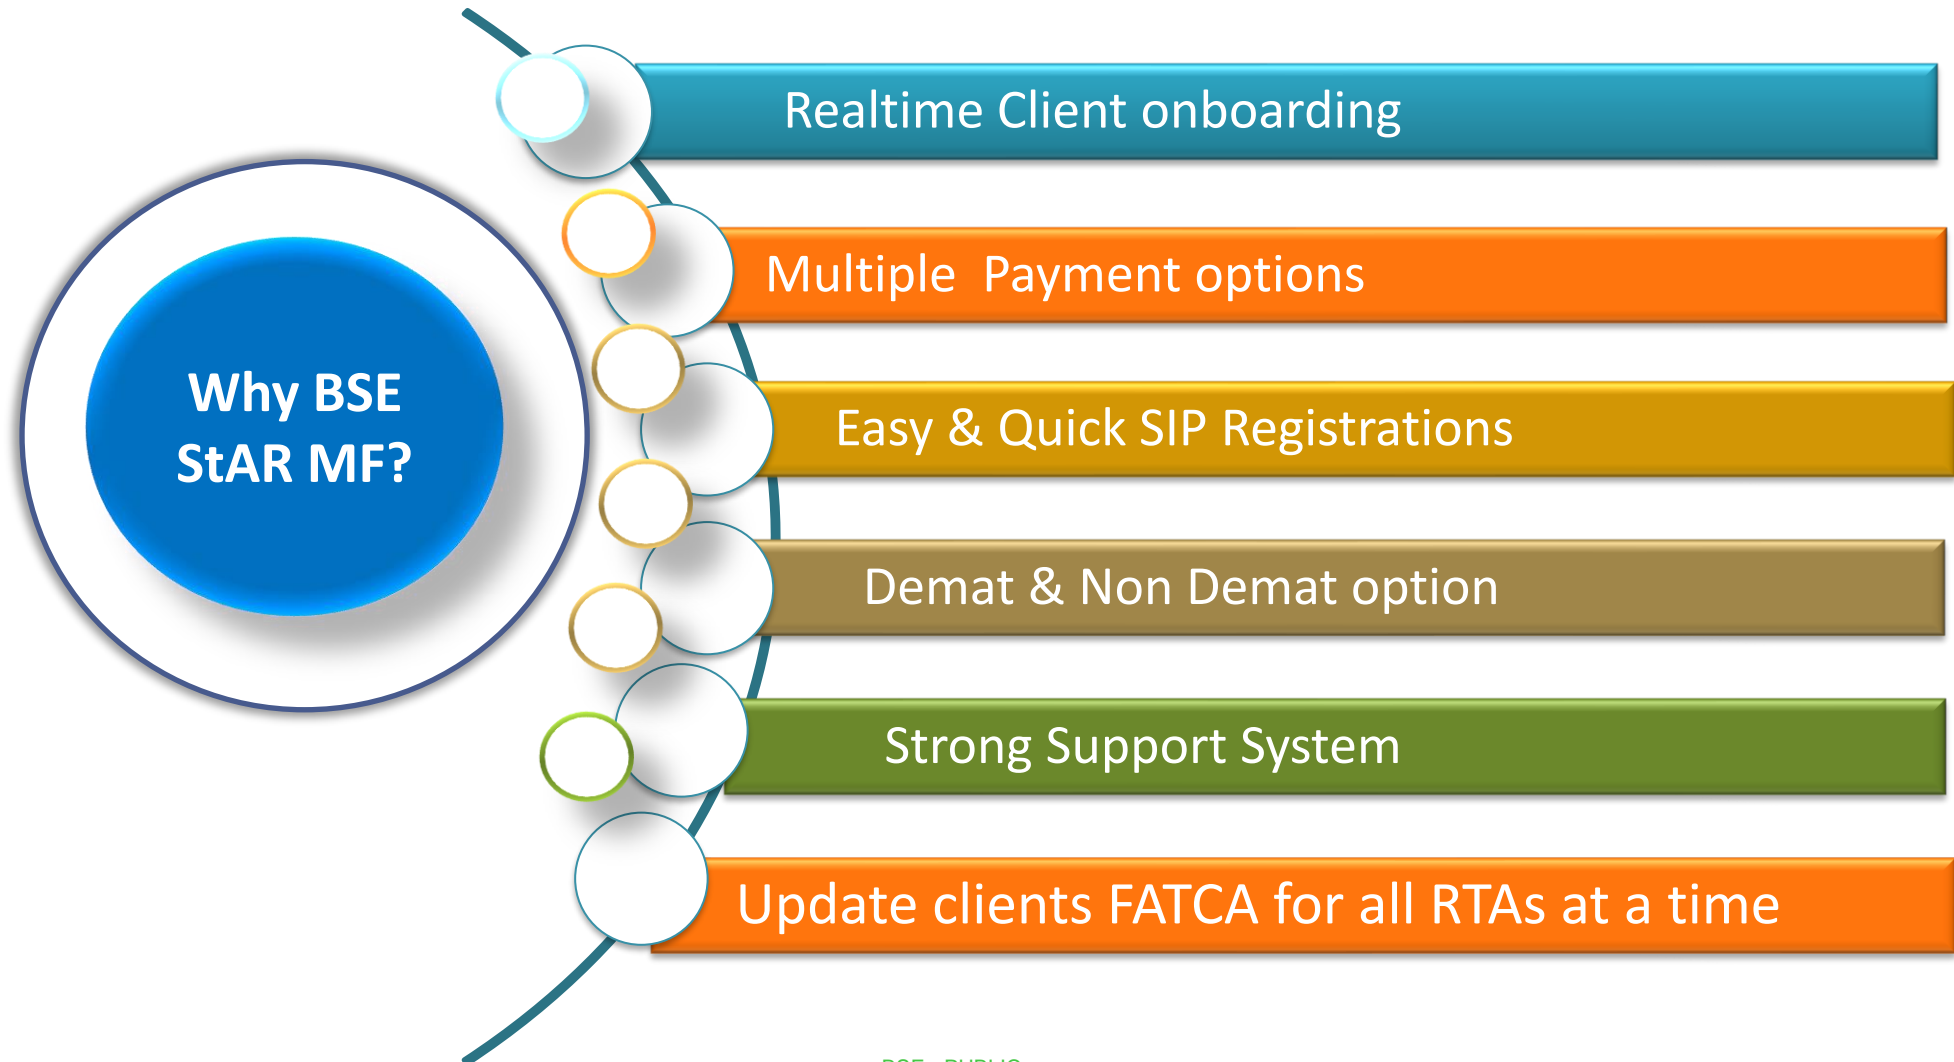 Why BSE
StAR MF?
Realtime Client onboarding
Multiple  Payment options
Easy & Quick SIP Registrations
Demat & Non Demat option
Strong Support System
Update clients FATCA for all RTAs at a time